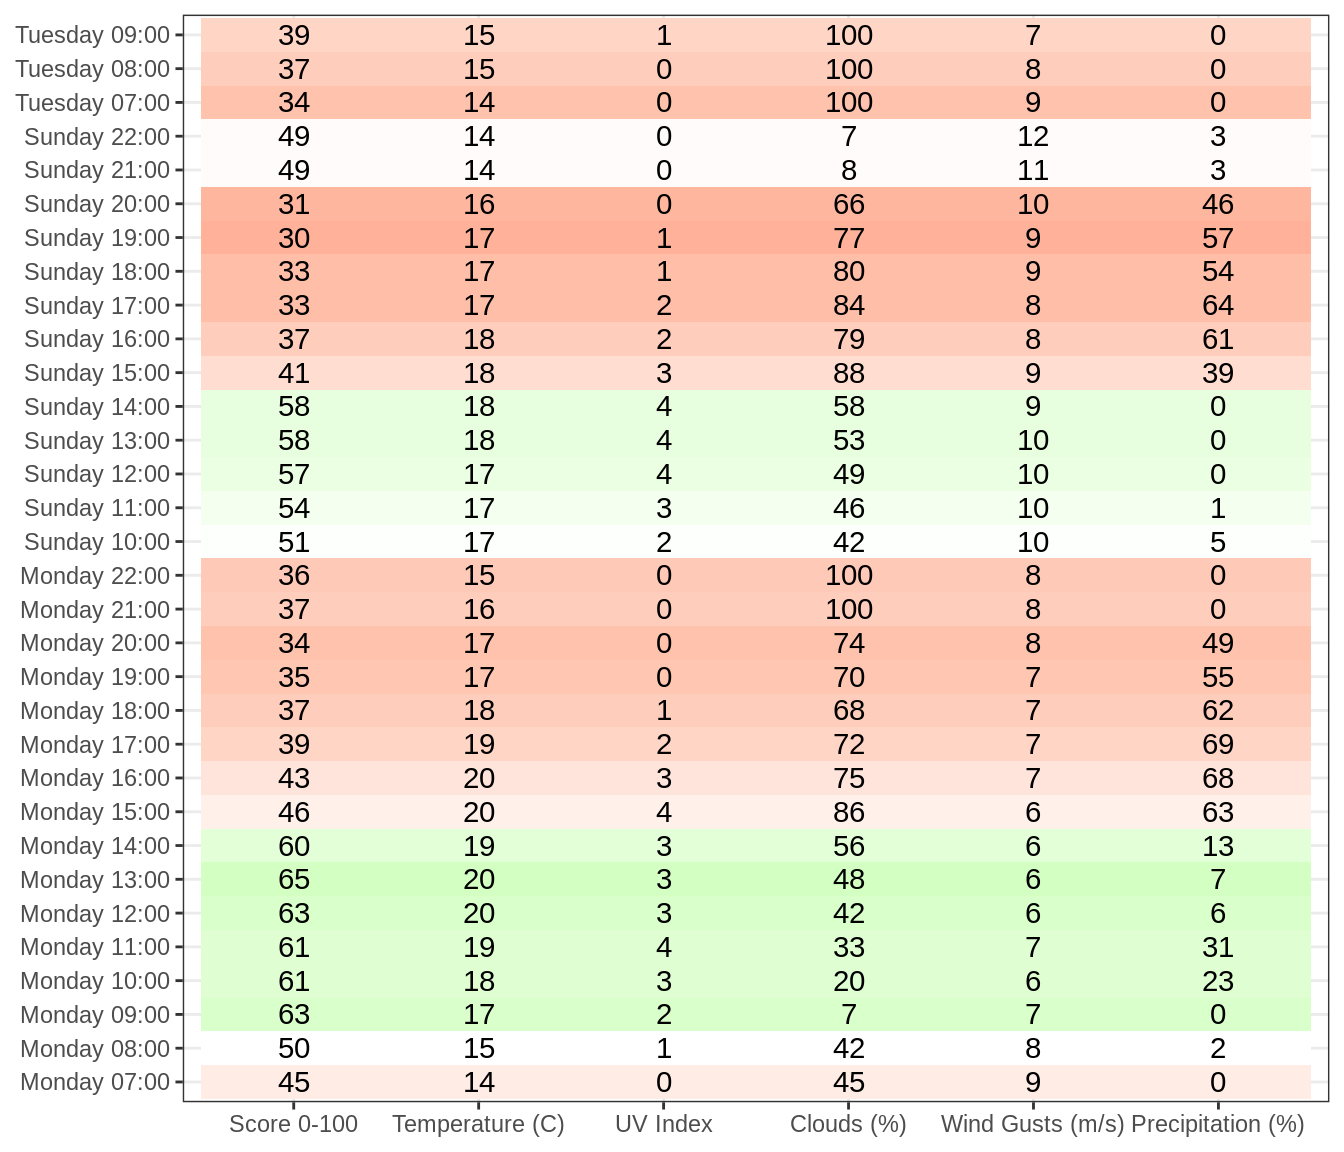 Tuesday 09:00 39 15 1 100 7 0
Tuesday 08:00 37 15 0 100 8 0
Tuesday 07:00 34 14 0 100 9 0
Sunday 22:00 49 14 0 7 12 3
Sunday 21:00 49 14 0 8 11 3
Sunday 20:00 31 16 0 66 10 46
Sunday 19:00 30 17 1 77 9 57
Sunday 18:00 33 17 1 80 9 54
Sunday 17:00 33 17 2 84 8 64
Sunday 16:00 37 18 2 79 8 61
Sunday 15:00 41 18 3 88 9 39
Sunday 14:00 58 18 4 58 9 0
Sunday 13:00 58 18 4 53 10 0
Sunday 12:00 57 17 4 49 10 0
Sunday 11:00 54 17 3 46 10 1
Sunday 10:00 51 17 2 42 10 5
Monday 22:00 36 15 0 100 8 0
Monday 21:00 37 16 0 100 8 0
Monday 20:00 34 17 0 74 8 49
Monday 19:00 35 17 0 70 7 55
Monday 18:00 37 18 1 68 7 62
Monday 17:00 39 19 2 72 7 69
Monday 16:00 43 20 3 75 7 68
Monday 15:00 46 20 4 86 6 63
Monday 14:00 60 19 3 56 6 13
Monday 13:00 65 20 3 48 6 7
Monday 12:00 63 20 3 42 6 6
Monday 11:00 61 19 4 33 7 31
Monday 10:00 61 18 3 20 6 23
Monday 09:00 63 17 2 7 7 0
Monday 08:00 50 15 1 42 8 2
Monday 07:00 45 14 0 45 9 0
Score 0-100 Temperature (C) UV Index Clouds (%) Wind Gusts (m/s) Precipitation (%)